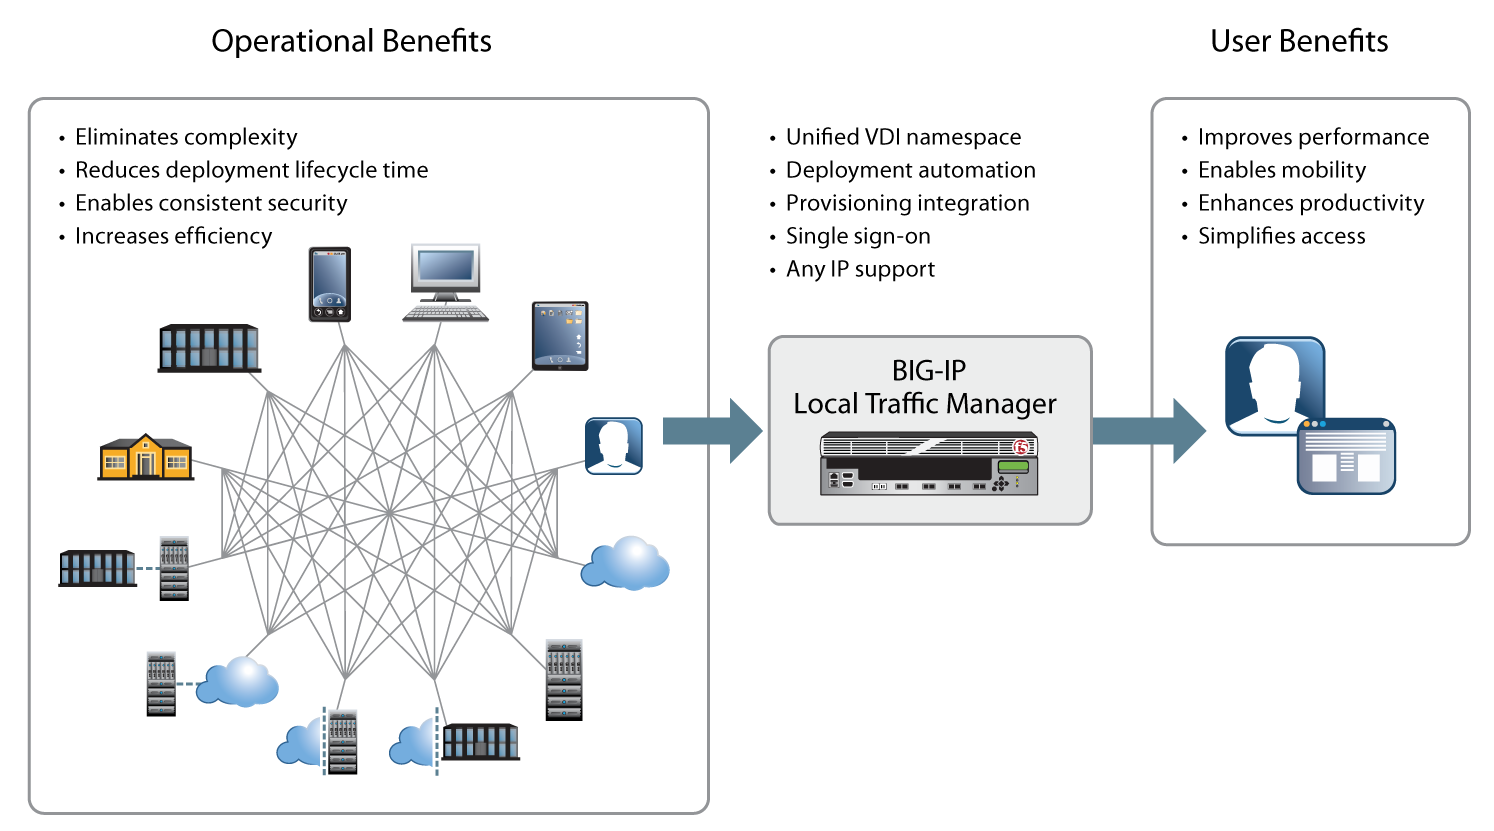 Operational Benefits
• Eliminates complexity
• Reduces deployment lifecycle time
• Enables consistent security
• Increases efficiency
• Unified VDI namespace
• Deployment automation
• Provisioning integration
• Single sign-on
• Any IP support
BIG-IP
Local Traffic Manager
f5
User Benefits
• Improves performance
• Enables mobility
• Enhances productivity
• Simplifies access